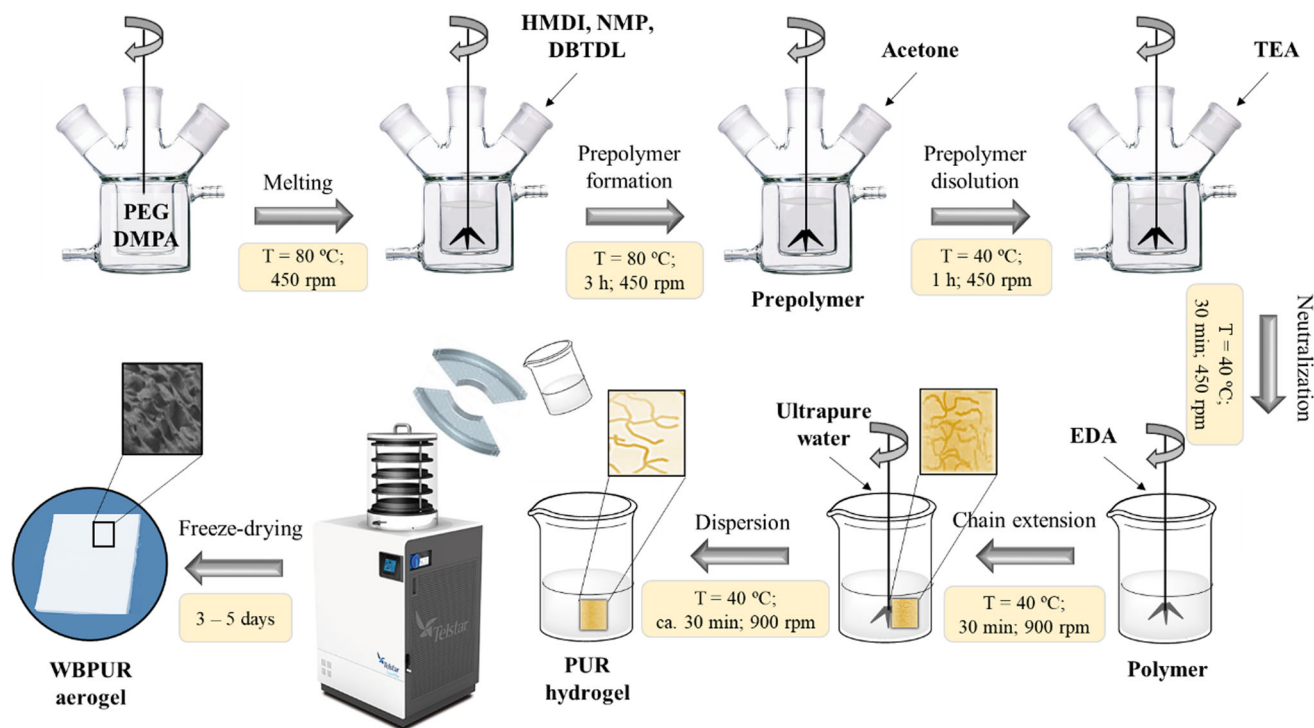 HMDI, NMP,
DBTDL
Acetone
TEA
PEG
DMPA
Melting
T = 80 ºC;
450 rpm
Prepolymer
formation
T = 80 ºC;
3 h; 450 rpm
Prepolymer
Prepolymer
disolution
T = 40 ºC;
1 h; 450 rpm
Neutralization
T = 40 ºC;
30 min; 450 rpm
EDA
Polymer
Chain extension
T = 40 ºC;
30 min; 900 rpm
Ultrapure
water
Dispersion
T = 40 ºC;
ca. 30 min; 900 rpm
PUR
hydrogel
Telstar
Telstar
Freeze-drying
3 – 5 days
WBPUR
aerogel